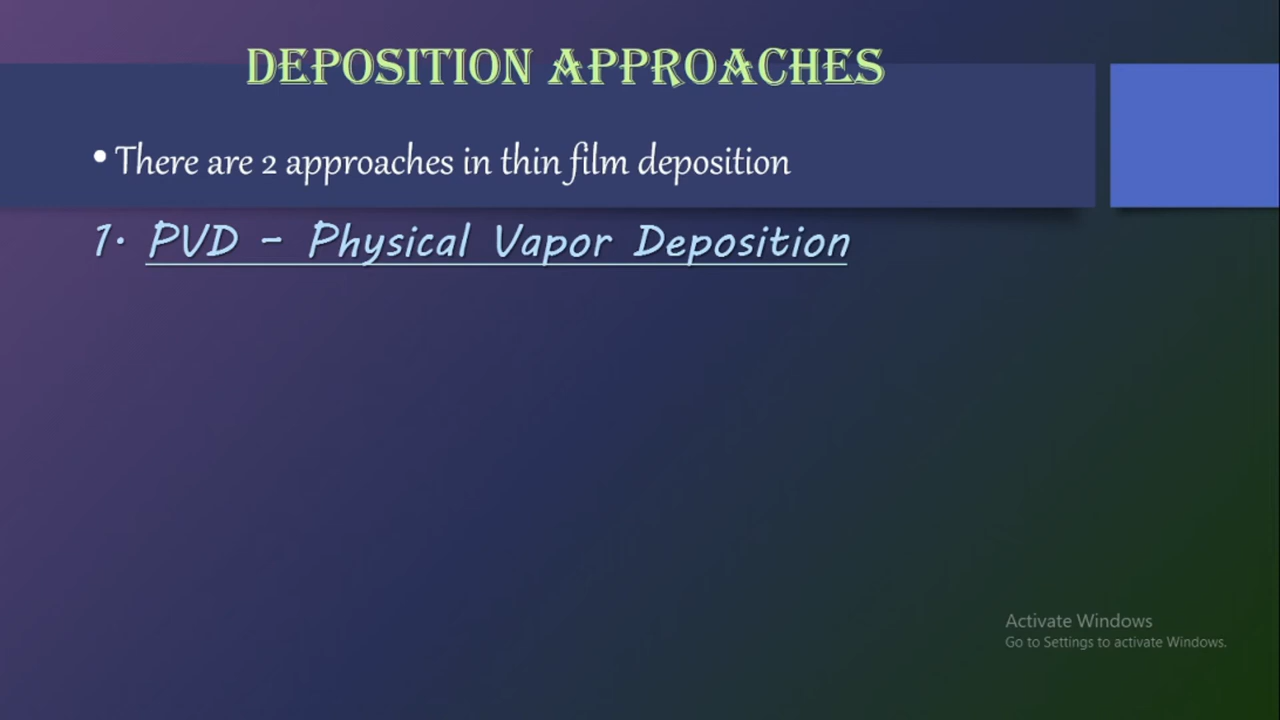 DEPOSITION APPROACHES
• There are 2 approaches in thin film deposition
1. PVD - Physical Vapor Deposition
Activate Windows
Go to Settings to activate Windows.